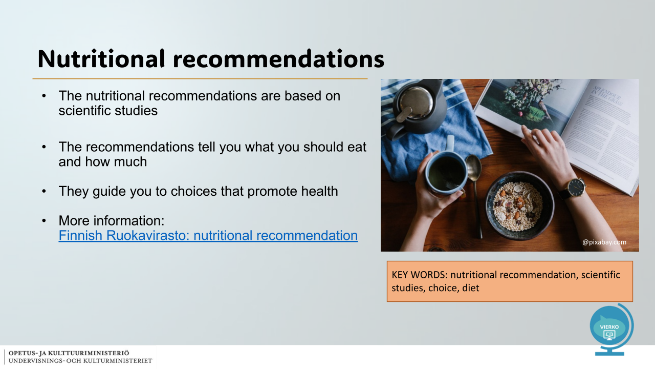 Nutritional recommendations
• The nutritional recommendations are based on
scientific studies
• The recommendations tell you what you should eat
and how much
• They guide you to choices that promote health
• More information:
Finnish Ruokavirasto: nutritional recommendation
@pixabay.com
KEY WORDS: nutritional recommendation, scientific
studies, choice, diet
VIERKO
OPETUS- JA KULTTUURIMINISTERIÖ
UNDERVISNINGS- OCH KULTURMINISTERIET